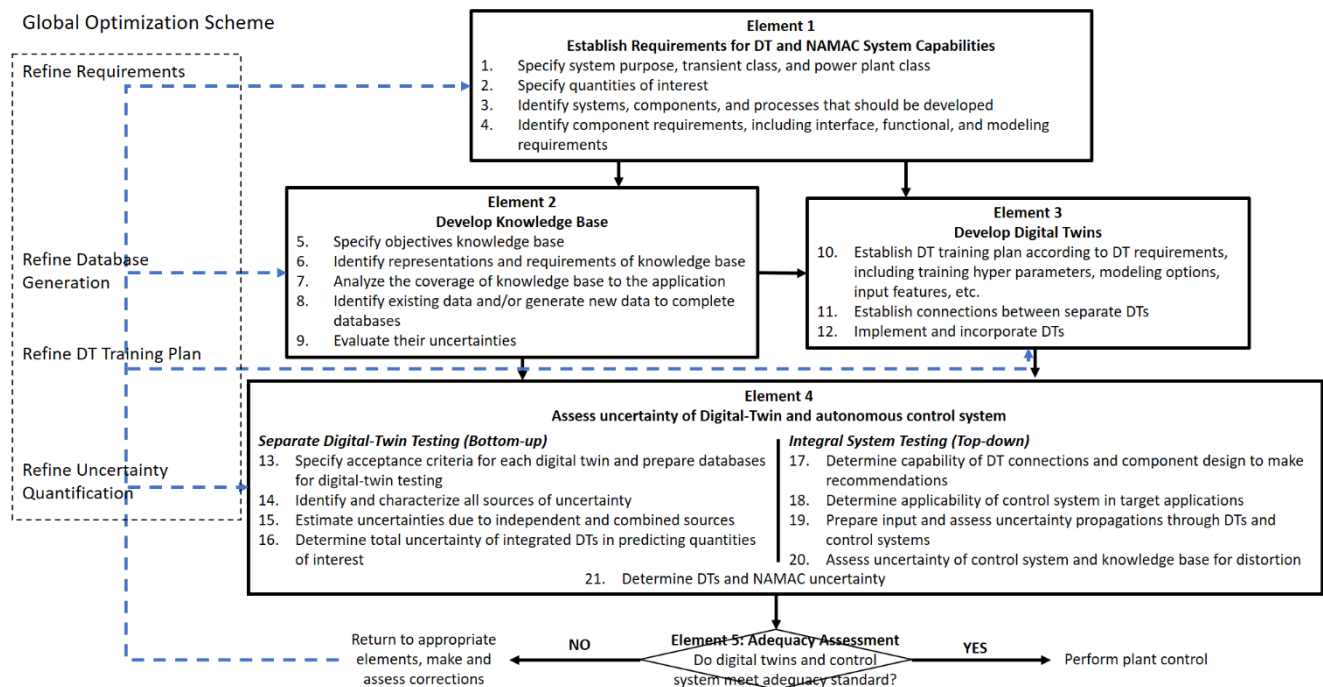 Global Optimization Scheme
Refine Requirements
Refine Database
Generation
Refine DT Training Plan
Refine Uncertainty
Quantification
Element 1
Establish Requirements for DT and NAMAC System Capabilities
1. Specify system purpose, transient class, and power plant class
2. Specify quantities of interest
3. Identify systems, components, and processes that should be developed
4. Identify component requirements, including interface, functional, and modeling
requirements
Element 2
Develop Knowledge Base
5. Specify objectives knowledge base
6. Identify representations and requirements of knowledge base
7. Analyze the coverage of knowledge base to the application
8. Identify existing data and/or generate new data to complete
databases
9. Evaluate their uncertainties
Element 3
Develop Digital Twins
10. Establish DT training plan according to DT requirements,
including training hyper parameters, modeling options,
input features, etc.
11. Establish connections between separate DTs
12. Implement and incorporate DTs
Element 4
Assess uncertainty of Digital-Twin and autonomous control system
Separate Digital-Twin Testing (Bottom-up)
13. Specify acceptance criteria for each digital twin and prepare databases
for digital-twin testing
14. Identify and characterize all sources of uncertainty
15. Estimate uncertainties due to independent and combined sources
16. Determine total uncertainty of integrated DTs in predicting quantities
of interest
Integral System Testing (Top-down)
17. Determine capability of DT connections and component design to make
recommendations
18. Determine applicability of control system in target applications
19. Prepare input and assess uncertainty propagations through DTs and
control systems
20. Assess uncertainty of control system and knowledge base for distortion
21. Determine DTs and NAMAC uncertainty
Return to appropriate
elements, make and
assess corrections
NO
Element 5: Adequacy Assessment
Do digital twins and control
system meet adequacy standard?
YES
Perform plant control